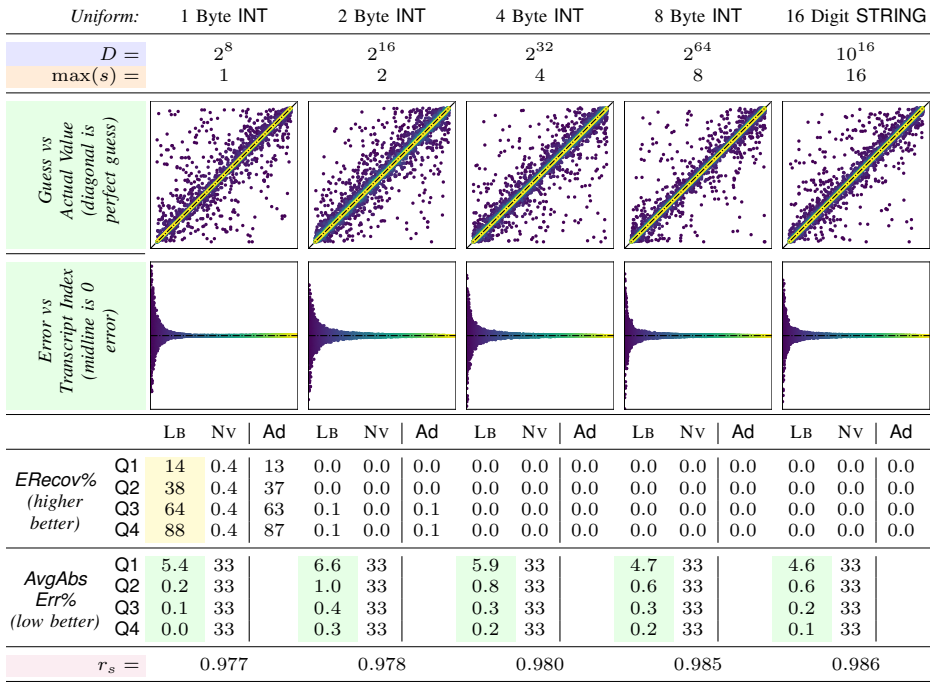 Uniform: 1 Byte INT 2 Byte INT 4 Byte INT 8 Byte INT 16 Digit STRING
D = 2^8 2^16 2^32 2^64 10^16
max(s) = 1 2 4 8 16
Guess vs
Actual Value
(diagonal is
perfect guess)
Error vs
Transcript Index
(midline is 0
error)
LB NV | Ad LB NV | Ad LB NV | Ad LB NV | Ad LB NV | Ad
ERecov%
(higher
better)
Q1 14 0.4 13 0.0 0.0 0.0 0.0 0.0 0.0 0.0 0.0 0.0 0.0 0.0 0.0
Q2 38 0.4 37 0.0 0.0 0.0 0.0 0.0 0.0 0.0 0.0 0.0 0.0 0.0 0.0
Q3 64 0.4 63 0.1 0.0 0.1 0.0 0.0 0.0 0.0 0.0 0.0 0.0 0.0 0.0
Q4 88 0.4 87 0.1 0.0 0.1 0.0 0.0 0.0 0.0 0.0 0.0 0.0 0.0 0.0
AvgAbs
Err%
(low better)
Q1 5.4 33 6.6 33 5.9 33 4.7 33 4.6 33
Q2 0.2 33 1.0 33 0.8 33 0.6 33 0.6 33
Q3 0.1 33 0.4 33 0.3 33 0.3 33 0.2 33
Q4 0.0 33 0.3 33 0.2 33 0.2 33 0.1 33
r_s = 0.977 0.978 0.980 0.985 0.986